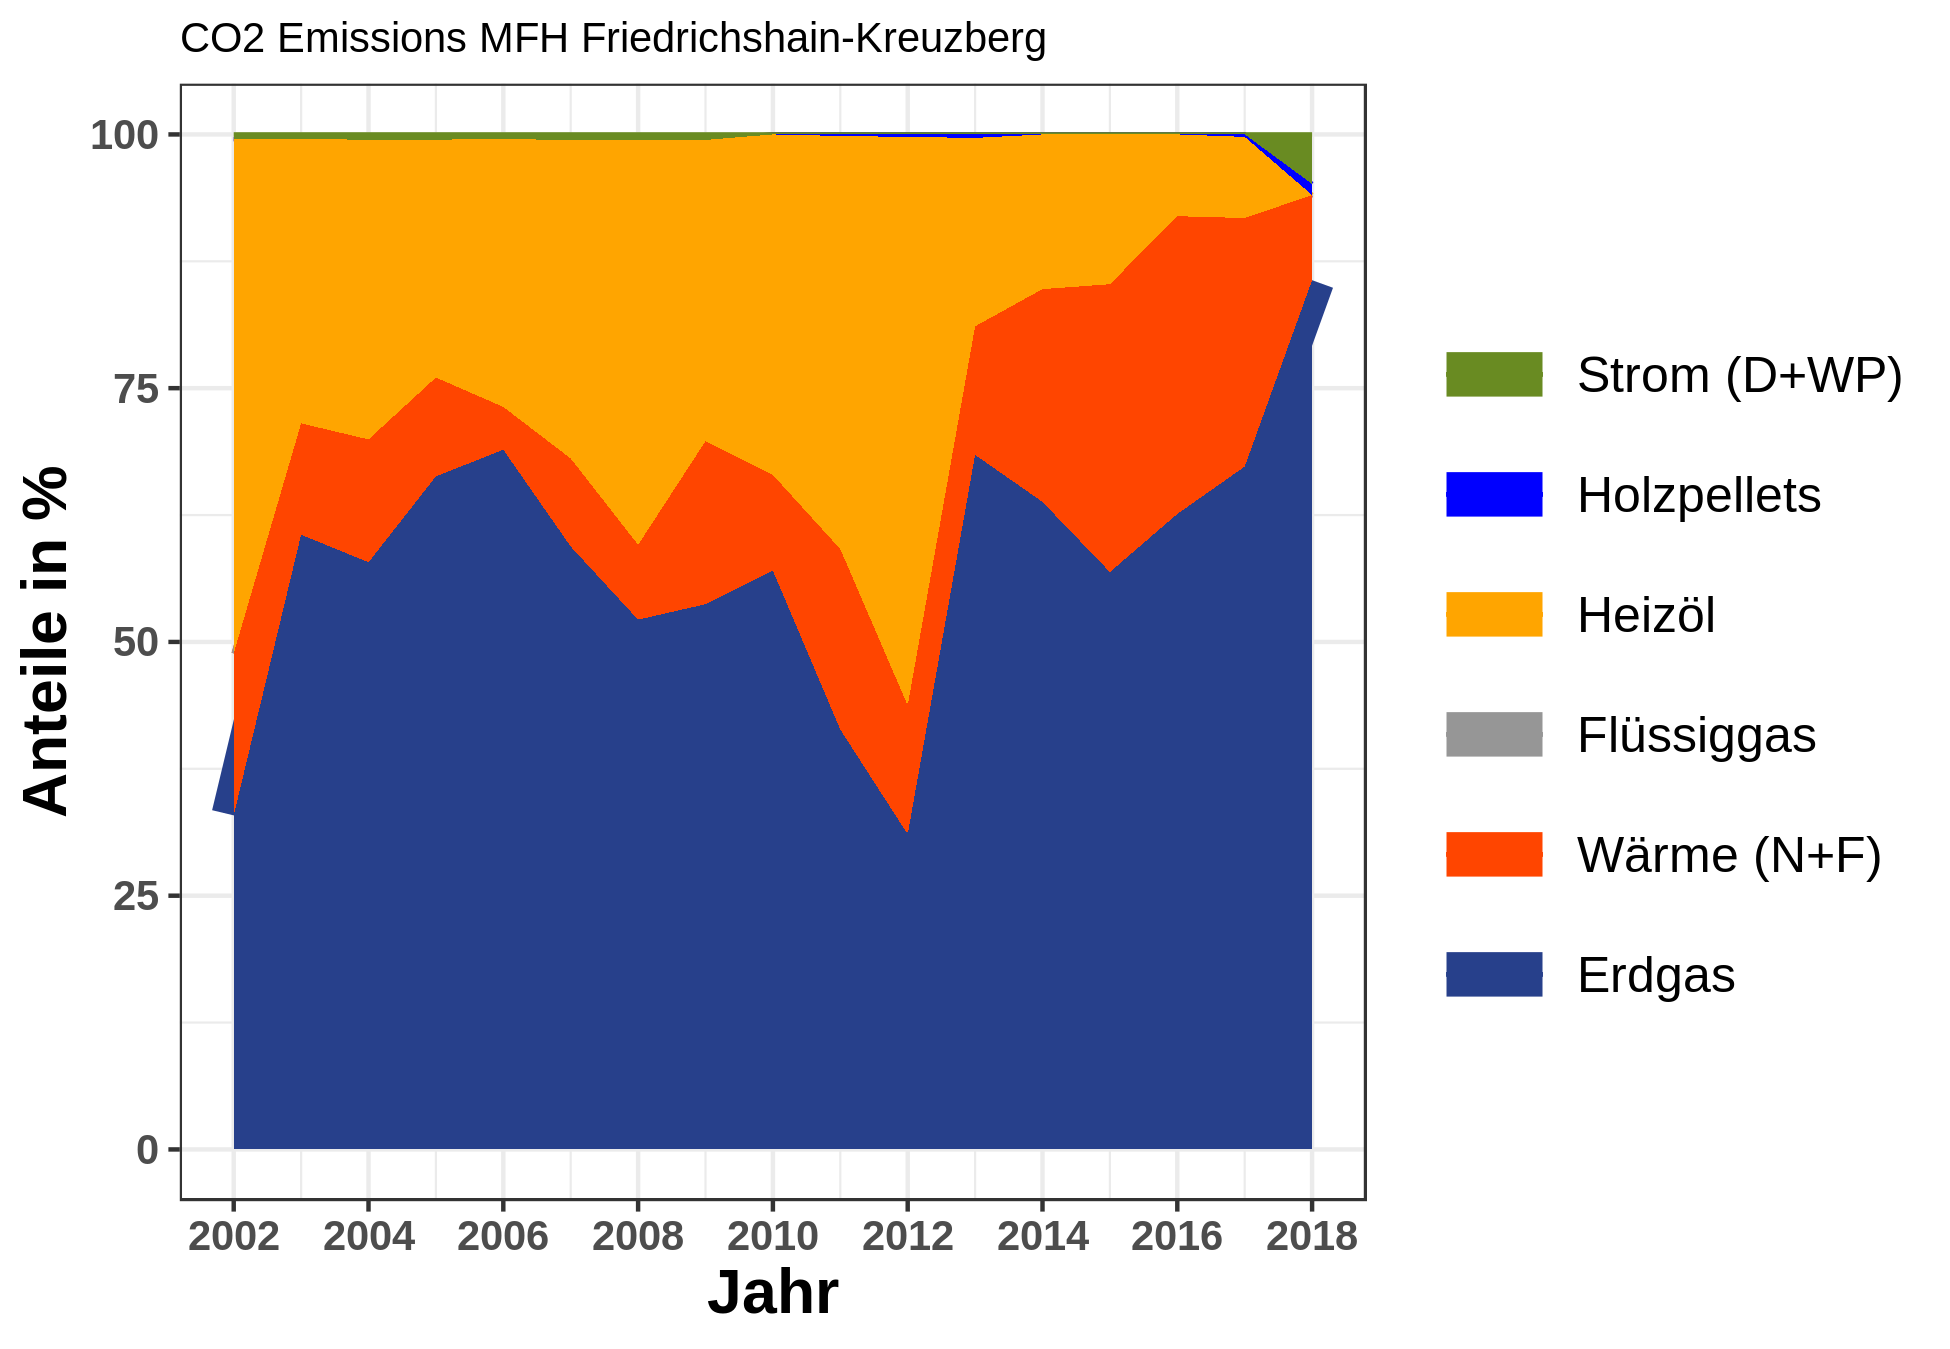 CO2 Emissions MFH Friedrichshain-Kreuzberg
Anteile in %
100
75
50
25
0
2002 2004 2006 2008 2010 2012 2014 2016 2018
Jahr
Strom (D+WP)
Holzpellets
Heizöl
Flüssiggas
Wärme (N+F)
Erdgas